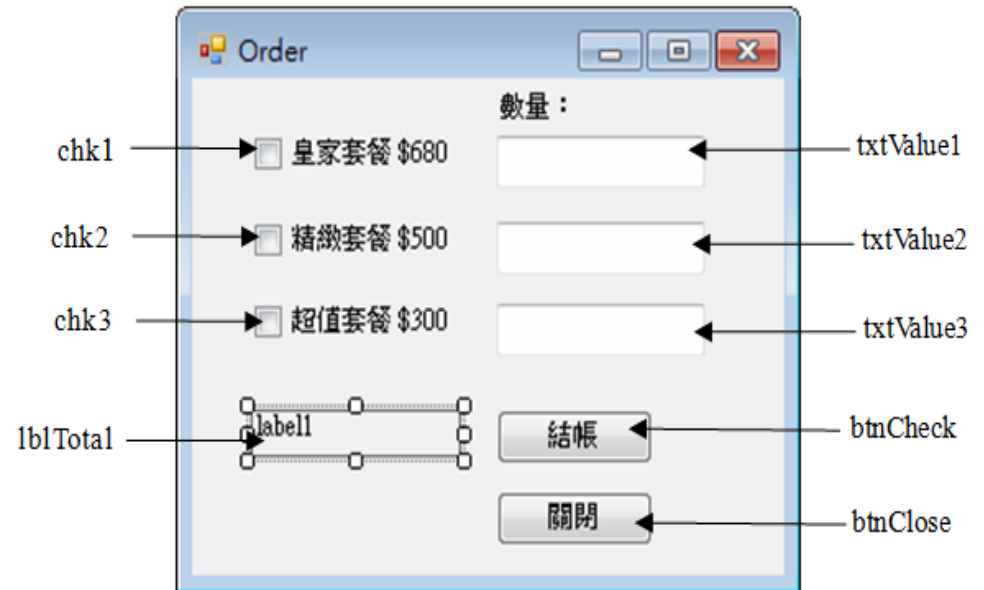 Order
數量：
chk1
皇家套餐 $680
txtValue1
chk2
精緻套餐 $500
txtValue2
chk3
超值套餐 $300
txtValue3
lblTotal
label1
結帳
btnCheck
關閉
btnClose